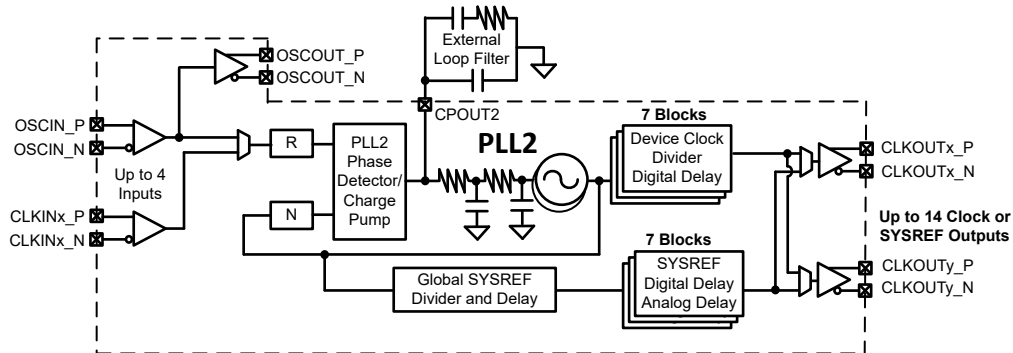 OSCOUT_P
OSCOUT_N
External
Loop Filter
CPOUT2
OSCIN_P
OSCIN_N
Up to 4
Inputs
CLKINx_P
CLKINx_N
R
N
PLL2
Phase
Detector/
Charge
Pump
PLL2
7 Blocks
Device Clock
Divider
Digital Delay
CLKOUTx_P
CLKOUTx_N
Up to 14 Clock or
SYSREF Outputs
7 Blocks
SYSREF
Digital Delay
Analog Delay
Global SYSREF
Divider and Delay
CLKOUTy_P
CLKOUTy_N